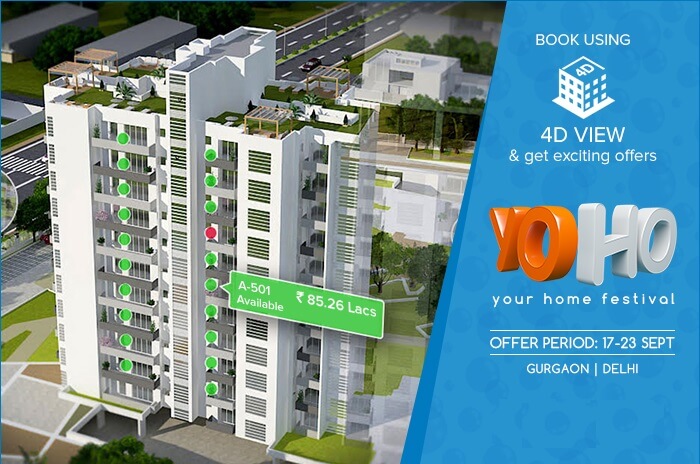 A-501
Available
₹ 85.26 Lacs
BOOK USING
4D
4D VIEW
& get exciting offers
YOHO
your home festival
OFFER PERIOD: 17-23 SEPT
GURGAON | DELHI